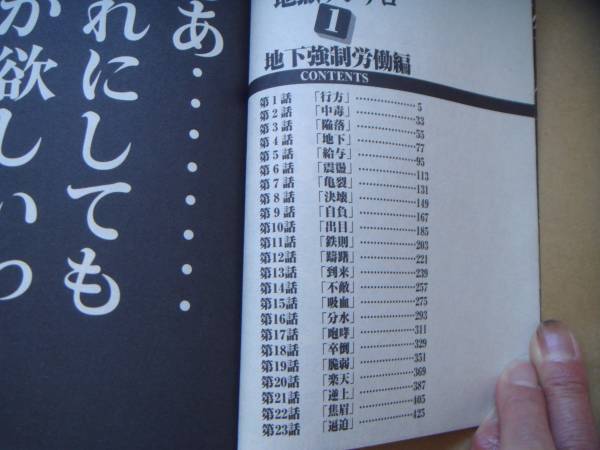 あ・・・・・・・・・
れにしても
が欲しいっ
1
地下強制労働編
CONTENTS
第1話 「行方」 5
第2話 「中毒」 33
第3話 「陥落」 55
第4話 「地下」 77
第5話 「給与」 95
第6話 「震懾」 113
第7話 「亀裂」 131
第8話 「決壊」 149
第9話 「自負」 167
第10話 「出目」 185
第11話 「鉄則」 203
第12話 「躊躇」 221
第13話 「到来」 239
第14話 「不敵」 257
第15話 「吸血」 275
第16話 「分水」 293
第17話 「咆哮」 311
第18話 「卒倒」 329
第19話 「脆弱」 351
第20話 「楽天」 369
第21話 「逆上」 387
第22話 「焦眉」 405
第23話 「逼迫」 425